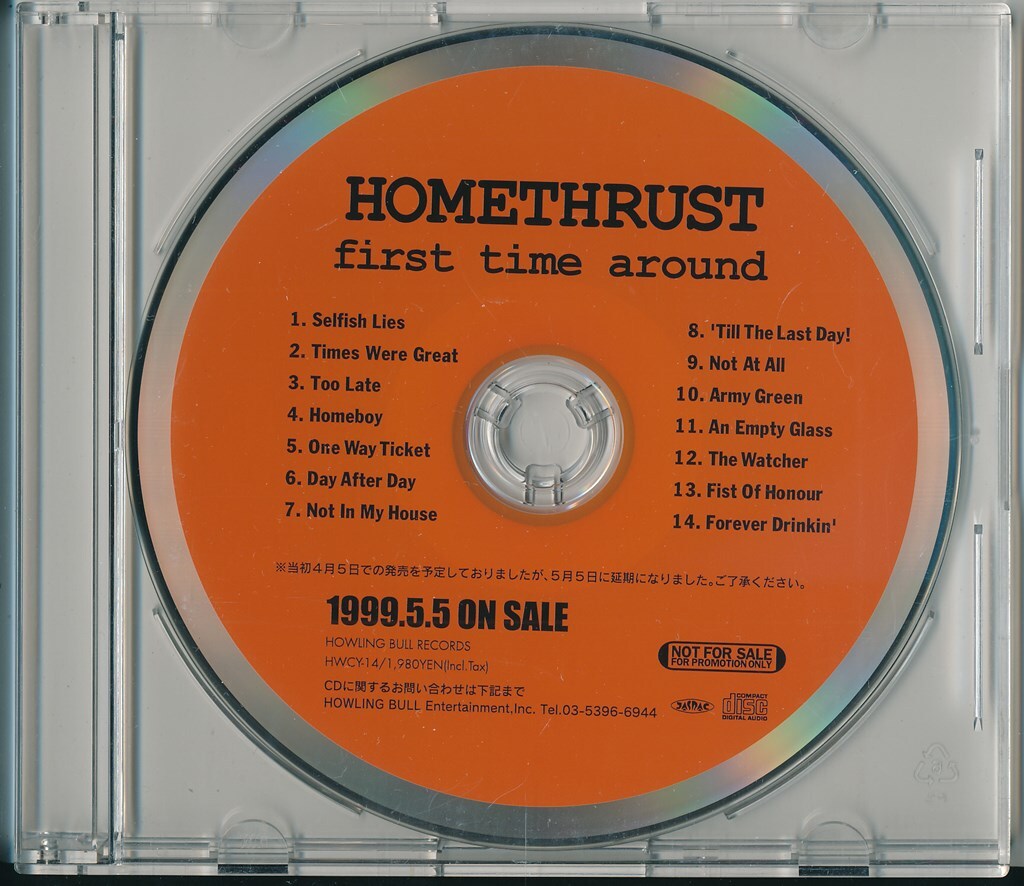 HOMETHRUST
first time around
1. Selfish Lies
2. Times Were Great
3. Too Late
4. Homeboy
5. One Way Ticket
6. Day After Day
7. Not In My House
8. 'Till The Last Day!
9. Not At All
10. Army Green
11. An Empty Glass
12. The Watcher
13. Fist Of Honour
14. Forever Drinkin'
※当初4月5日での発売を予定しておりましたが、5月5日に延期になりました。ご了承ください。
1999.5.5 ON SALE
HOWLING BULL RECORDS
HWCY-14/1,980YEN(Incl.Tax)
CDに関するお問い合わせは下記まで
HOWLING BULL Entertainment,Inc. Tel.03-5396-6944
NOT FOR SALE
FOR PROMOTION ONLY
JASRAC
COMPACT
disc
DIGITAL AUDIO